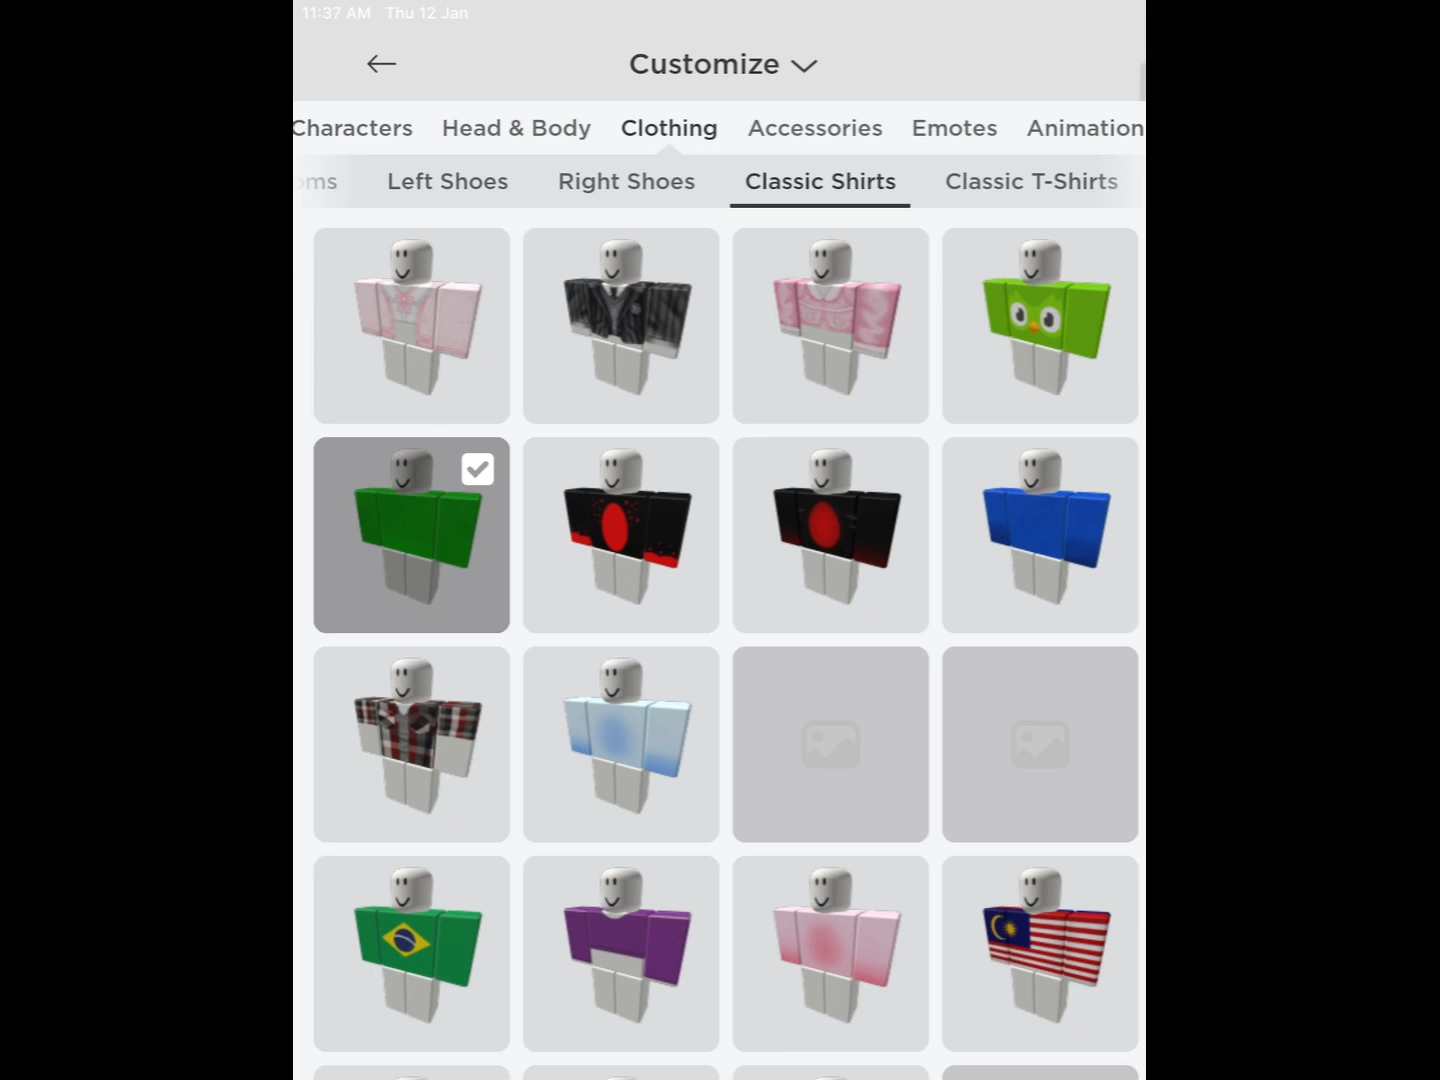 11:37 AM Thu 12 Jan
Customize
Characters Head & Body Clothing Accessories Emotes Animation
oms Left Shoes Right Shoes Classic Shirts Classic T-Shirts